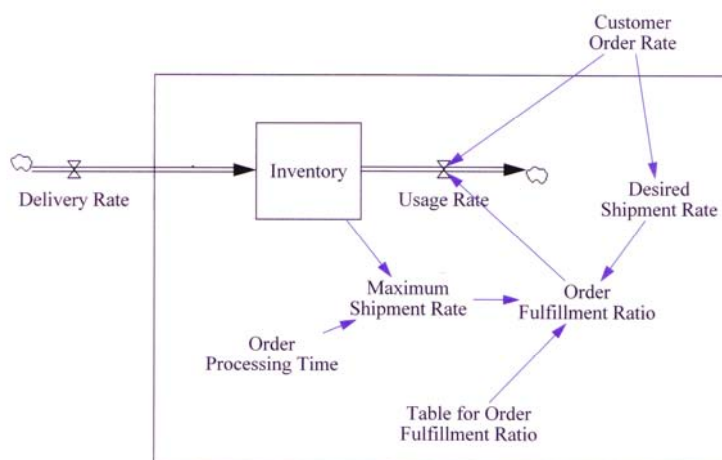 Customer
Order Rate
Inventory
Delivery Rate
Usage Rate
Desired
Shipment Rate
Maximum
Shipment Rate
Order
Fulfillment Ratio
Order
Processing Time
Table for Order
Fulfillment Ratio